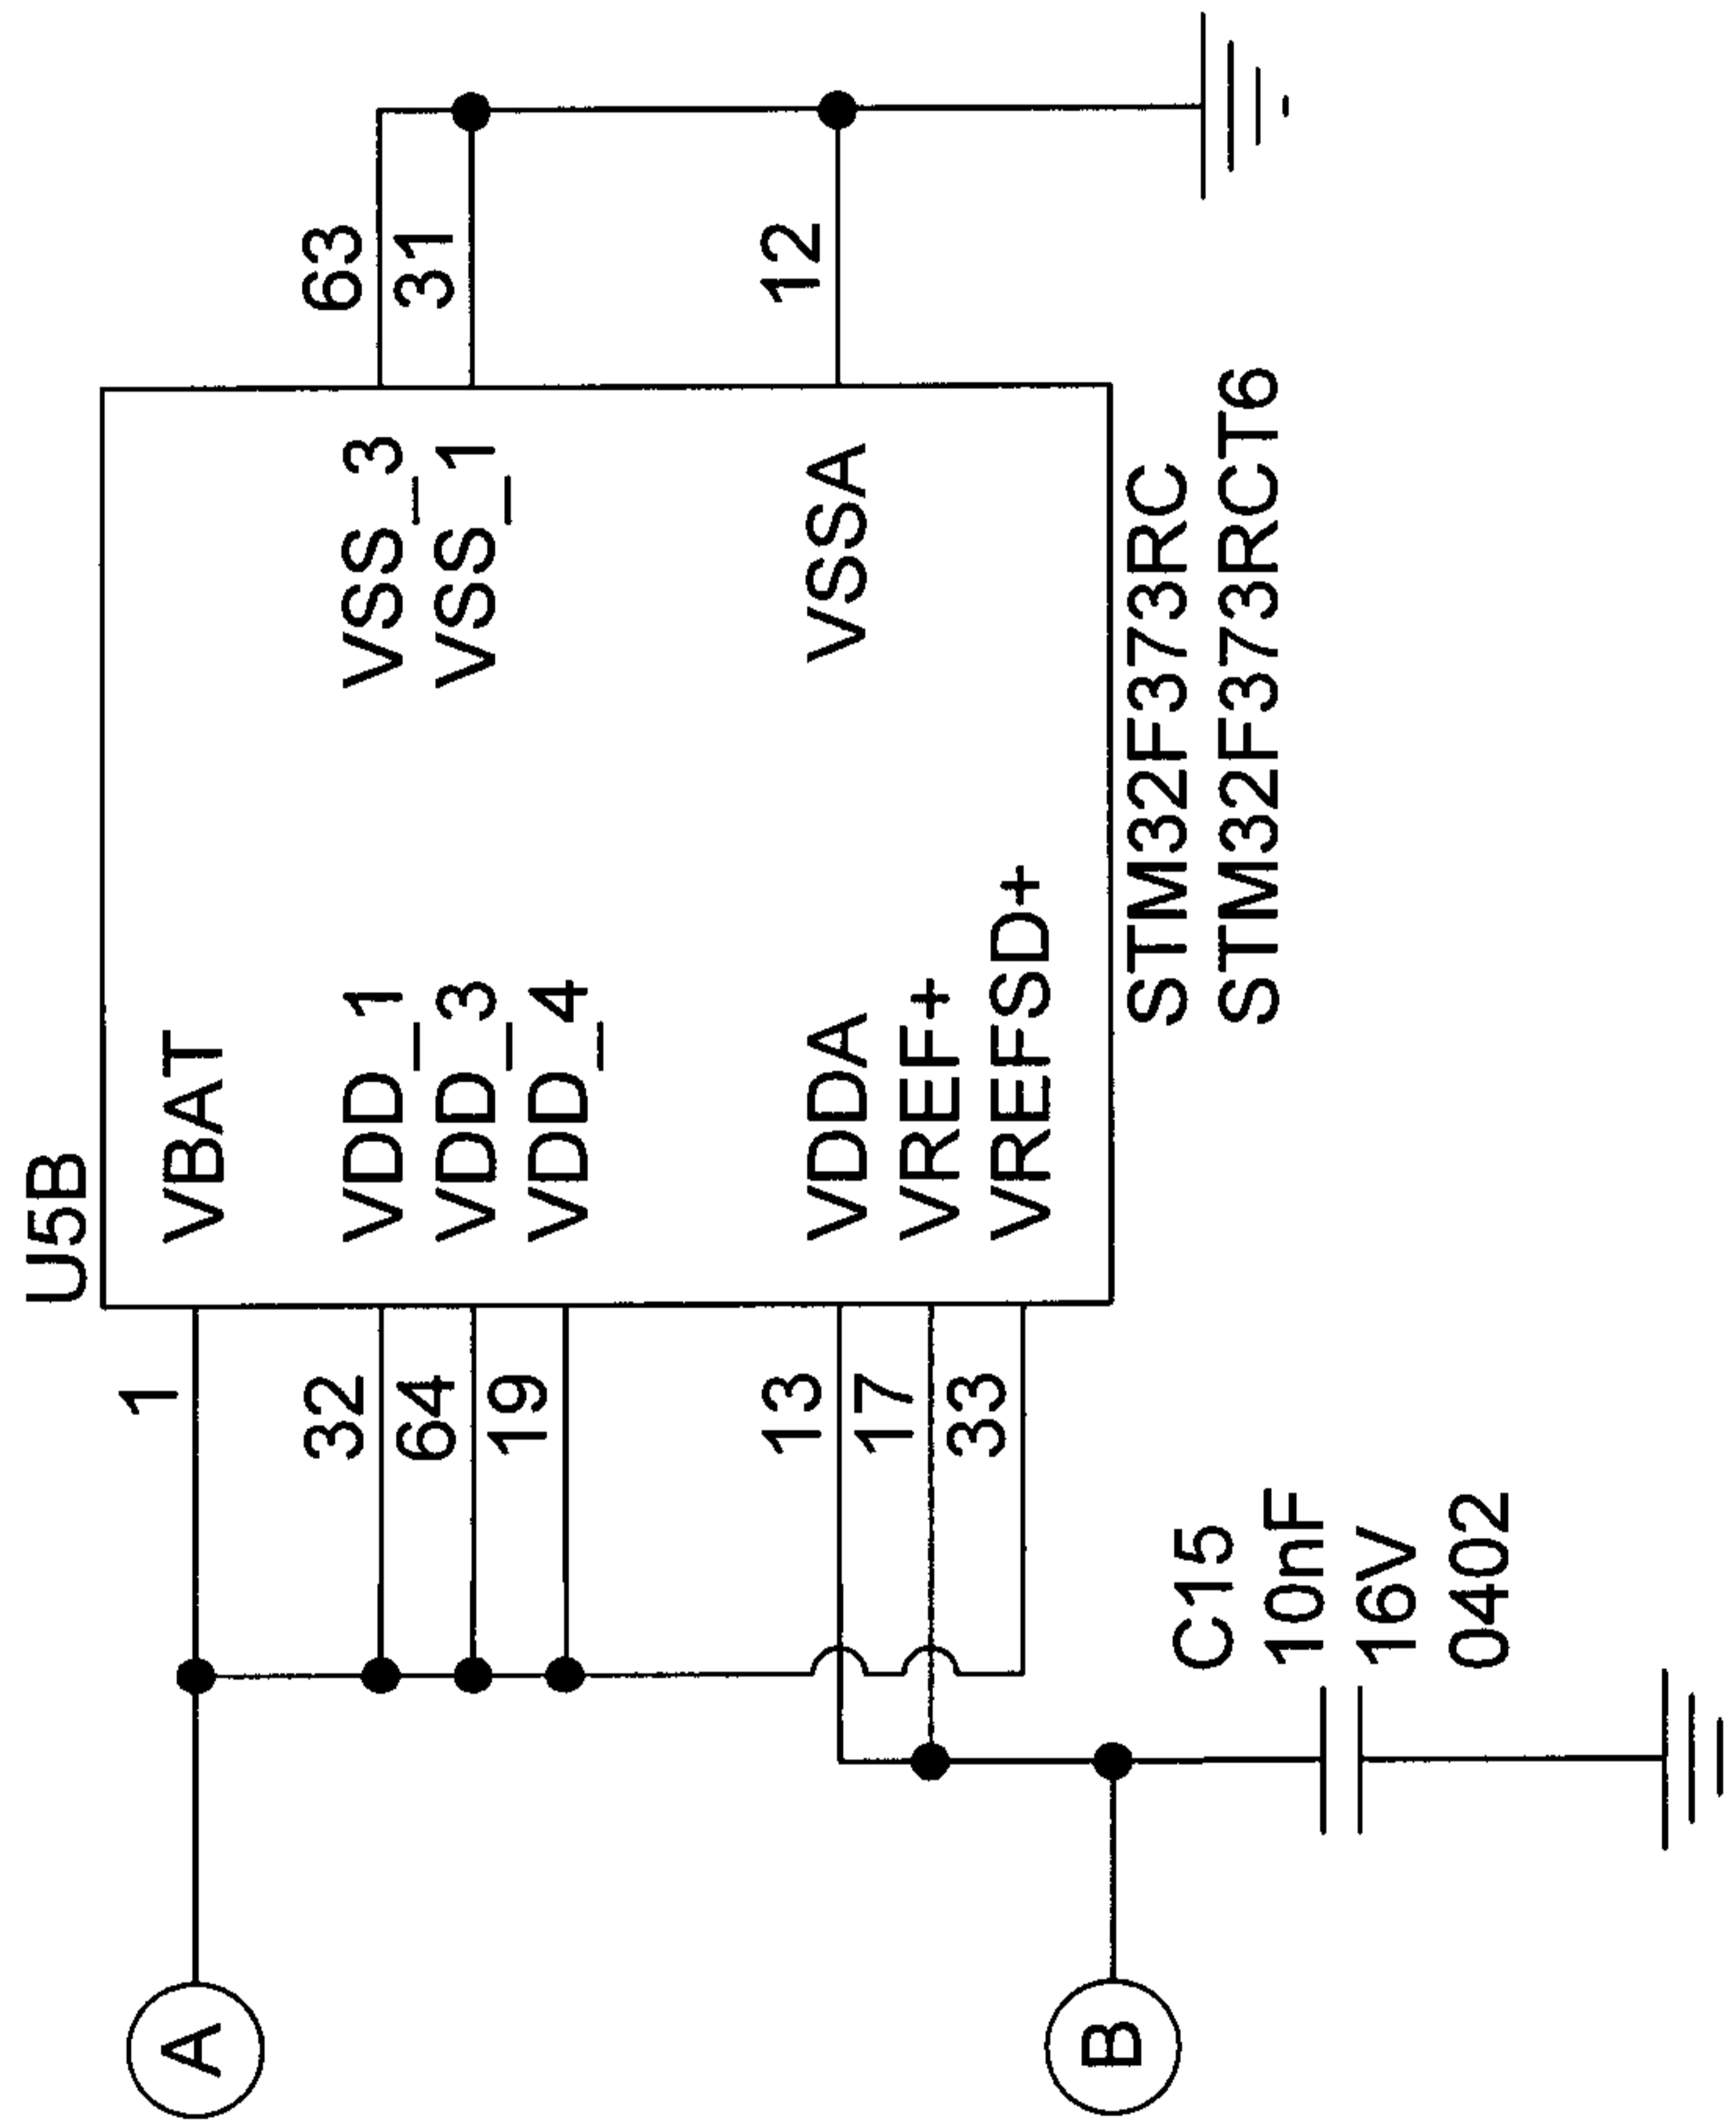 U5B
1
VBAT
32
VDD_1
VSS_3
63
64
VDD_3
VSS_1
31
19
VDD_4
13
VDDA
VSSA
12
17
VREF+
33
VREFSD+
STM32F373RC
STM32F373RCT6
C15
10nF
16V
0402
A
B